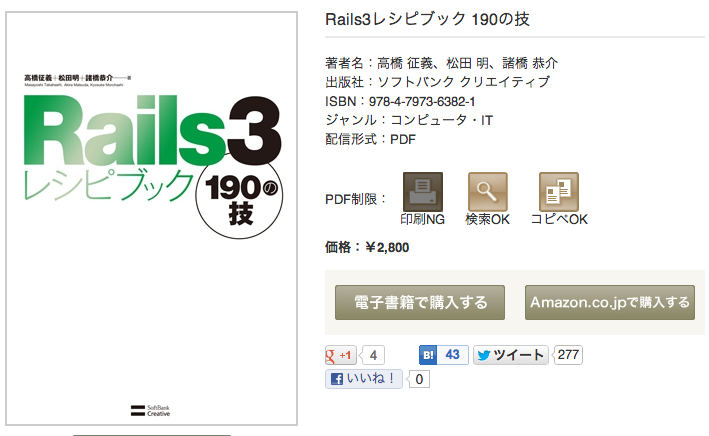 高橋征義+松田明+諸橋恭介――著
Masayoshi Takahashi, Akira Matsuda, Kyosuke Morohashi
Rails3
レシピブック
190の
技
SoftBank
Creative
Rails3レシピブック 190の技
著者名：高橋 征義、松田 明、諸橋 恭介
出版社：ソフトバンク クリエイティブ
ISBN：978-4-7973-6382-1
ジャンル：コンピュータ・IT
配信形式：PDF
PDF制限：
印刷NG 検索OK コピペOK
価格：￥2,800
電子書籍で購入する Amazon.co.jpで購入する
g +1 4 B! 43 ツイート 277
f いいね！ 0